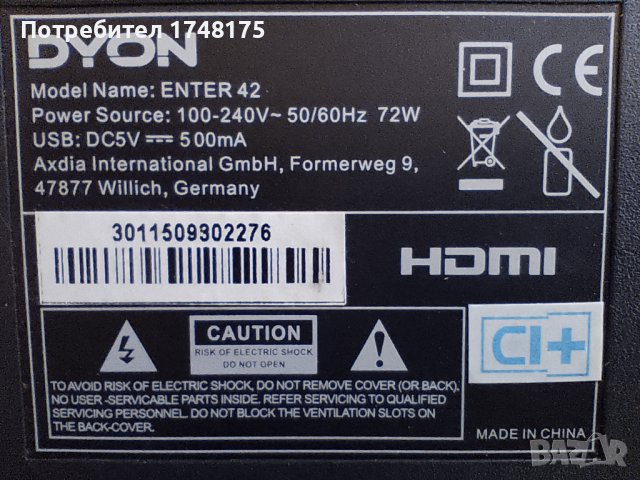 Потребител 1748175
DYON
Model Name: ENTER 42
Power Source: 100-240V~ 50/60Hz 72W
USB: DC5V 500mA
Axdia International GmbH, Formerweg 9,
47877 Willich, Germany
CE
3011509302276
HDMI
CAUTION
RISK OF ELECTRIC SHOCK
DO NOT OPEN
CI+
TO AVOID RISK OF ELECTRIC SHOCK, DO NOT REMOVE COVER (OR BACK).
NO USER -SERVICABLE PARTS INSIDE. REFER SERVICING TO QUALIFIED
SERVICING PERSONNEL. DO NOT BLOCK THE VENTILATION SLOTS ON
THE BACK-COVER.
MADE IN CHINA
BAZAR